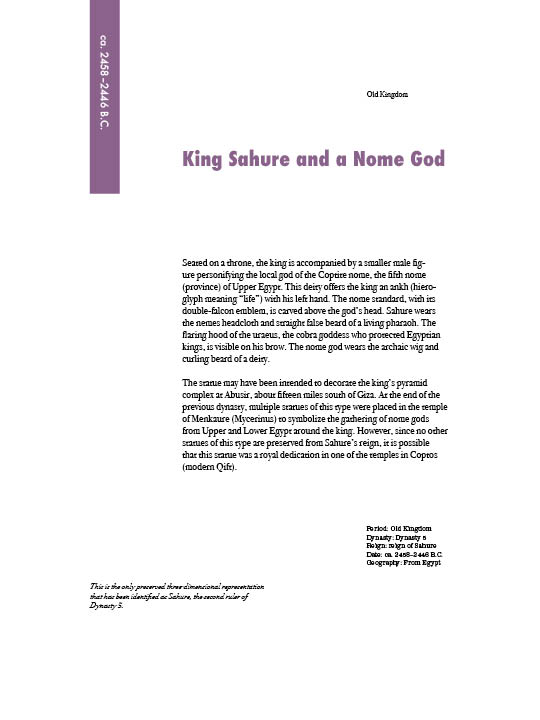 ca. 2458–2446 B.C.
Old Kingdom
King Sahure and a Nome God
Seated on a throne, the king is accompanied by a smaller male fig-
ure personifying the local god of the Coptite nome, the fifth nome
(province) of Upper Egypt. This deity offers the king an ankh (hiero-
glyph meaning “life”) with his left hand. The nome standard, with its
double-falcon emblem, is carved above the god’s head. Sahure wears
the nemes headcloth and straight false beard of a living pharaoh. The
flaring hood of the uraeus, the cobra goddess who protected Egyptian
kings, is visible on his brow. The nome god wears the archaic wig and
curling beard of a deity.
The statue may have been intended to decorate the king’s pyramid
complex at Abusir, about fifteen miles south of Giza. At the end of the
previous dynasty, multiple statues of this type were placed in the temple
of Menkaure (Mycerinus) to symbolize the gathering of nome gods
from Upper and Lower Egypt around the king. However, since no other
statues of this type are preserved from Sahure’s reign, it is possible
that this statue was a royal dedication in one of the temples in Coptos
(modern Qift).
Period: Old Kingdom
Dynasty: Dynasty 5
Reign: reign of Sahure
Date: ca. 2458–2446 B.C.
Geography: From Egypt
This is the only preserved three-dimensional representation
that has been identified as Sahure, the second ruler of
Dynasty 5.